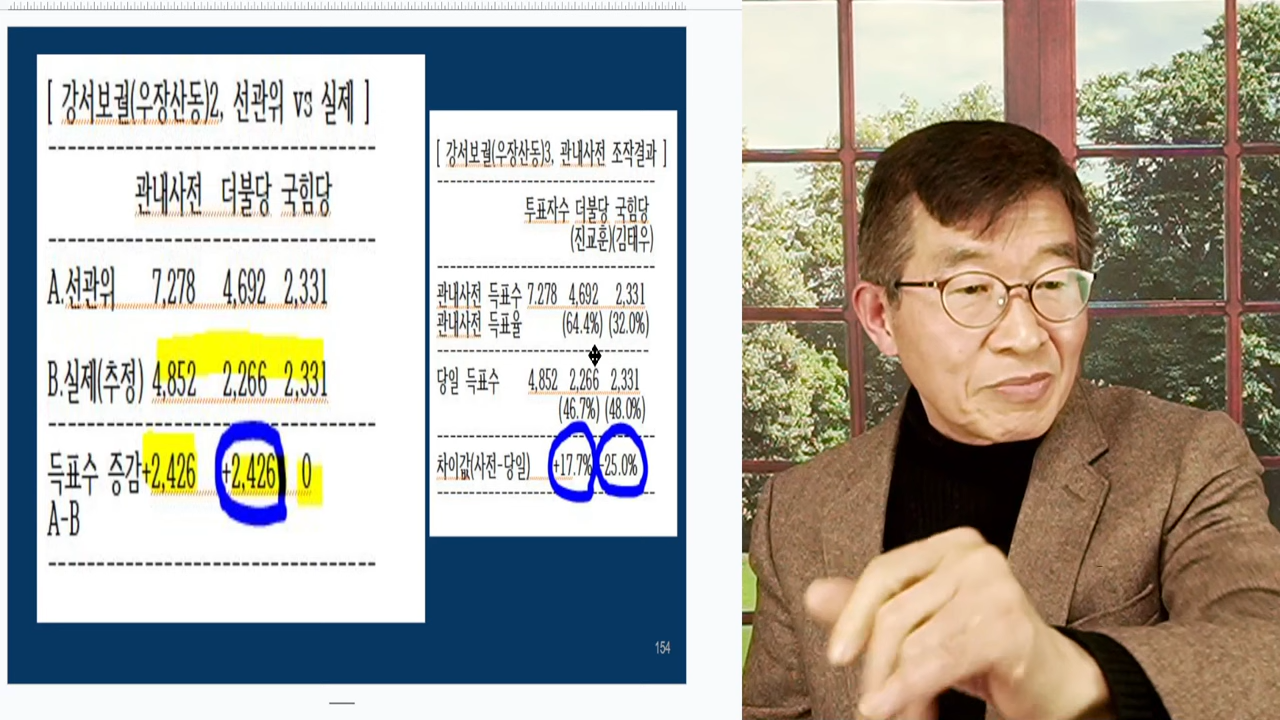 [ 강서보궐(우장산동)2, 선관위 vs 실제 ]
관내사전 더불당 국힘당
A.선관위 7,278 4,692 2,331
B.실제(추정) 4,852 2,266 2,331
득표수 증감+2,426 +2,426 0
A-B
[ 강서보궐(우장산동)3, 관내사전 조작결과 ]
투표자수 더불당 국힘당
(진교훈)(김태우)
관내사전 득표수 7.278 4,692 2,331
관내사전 득표율 (64.4%) (32.0%)
당일 득표수 4,852 2,266 2,331
(46.7%) (48.0%)
차이값(사전-당일) +17.7% -25.0%
154